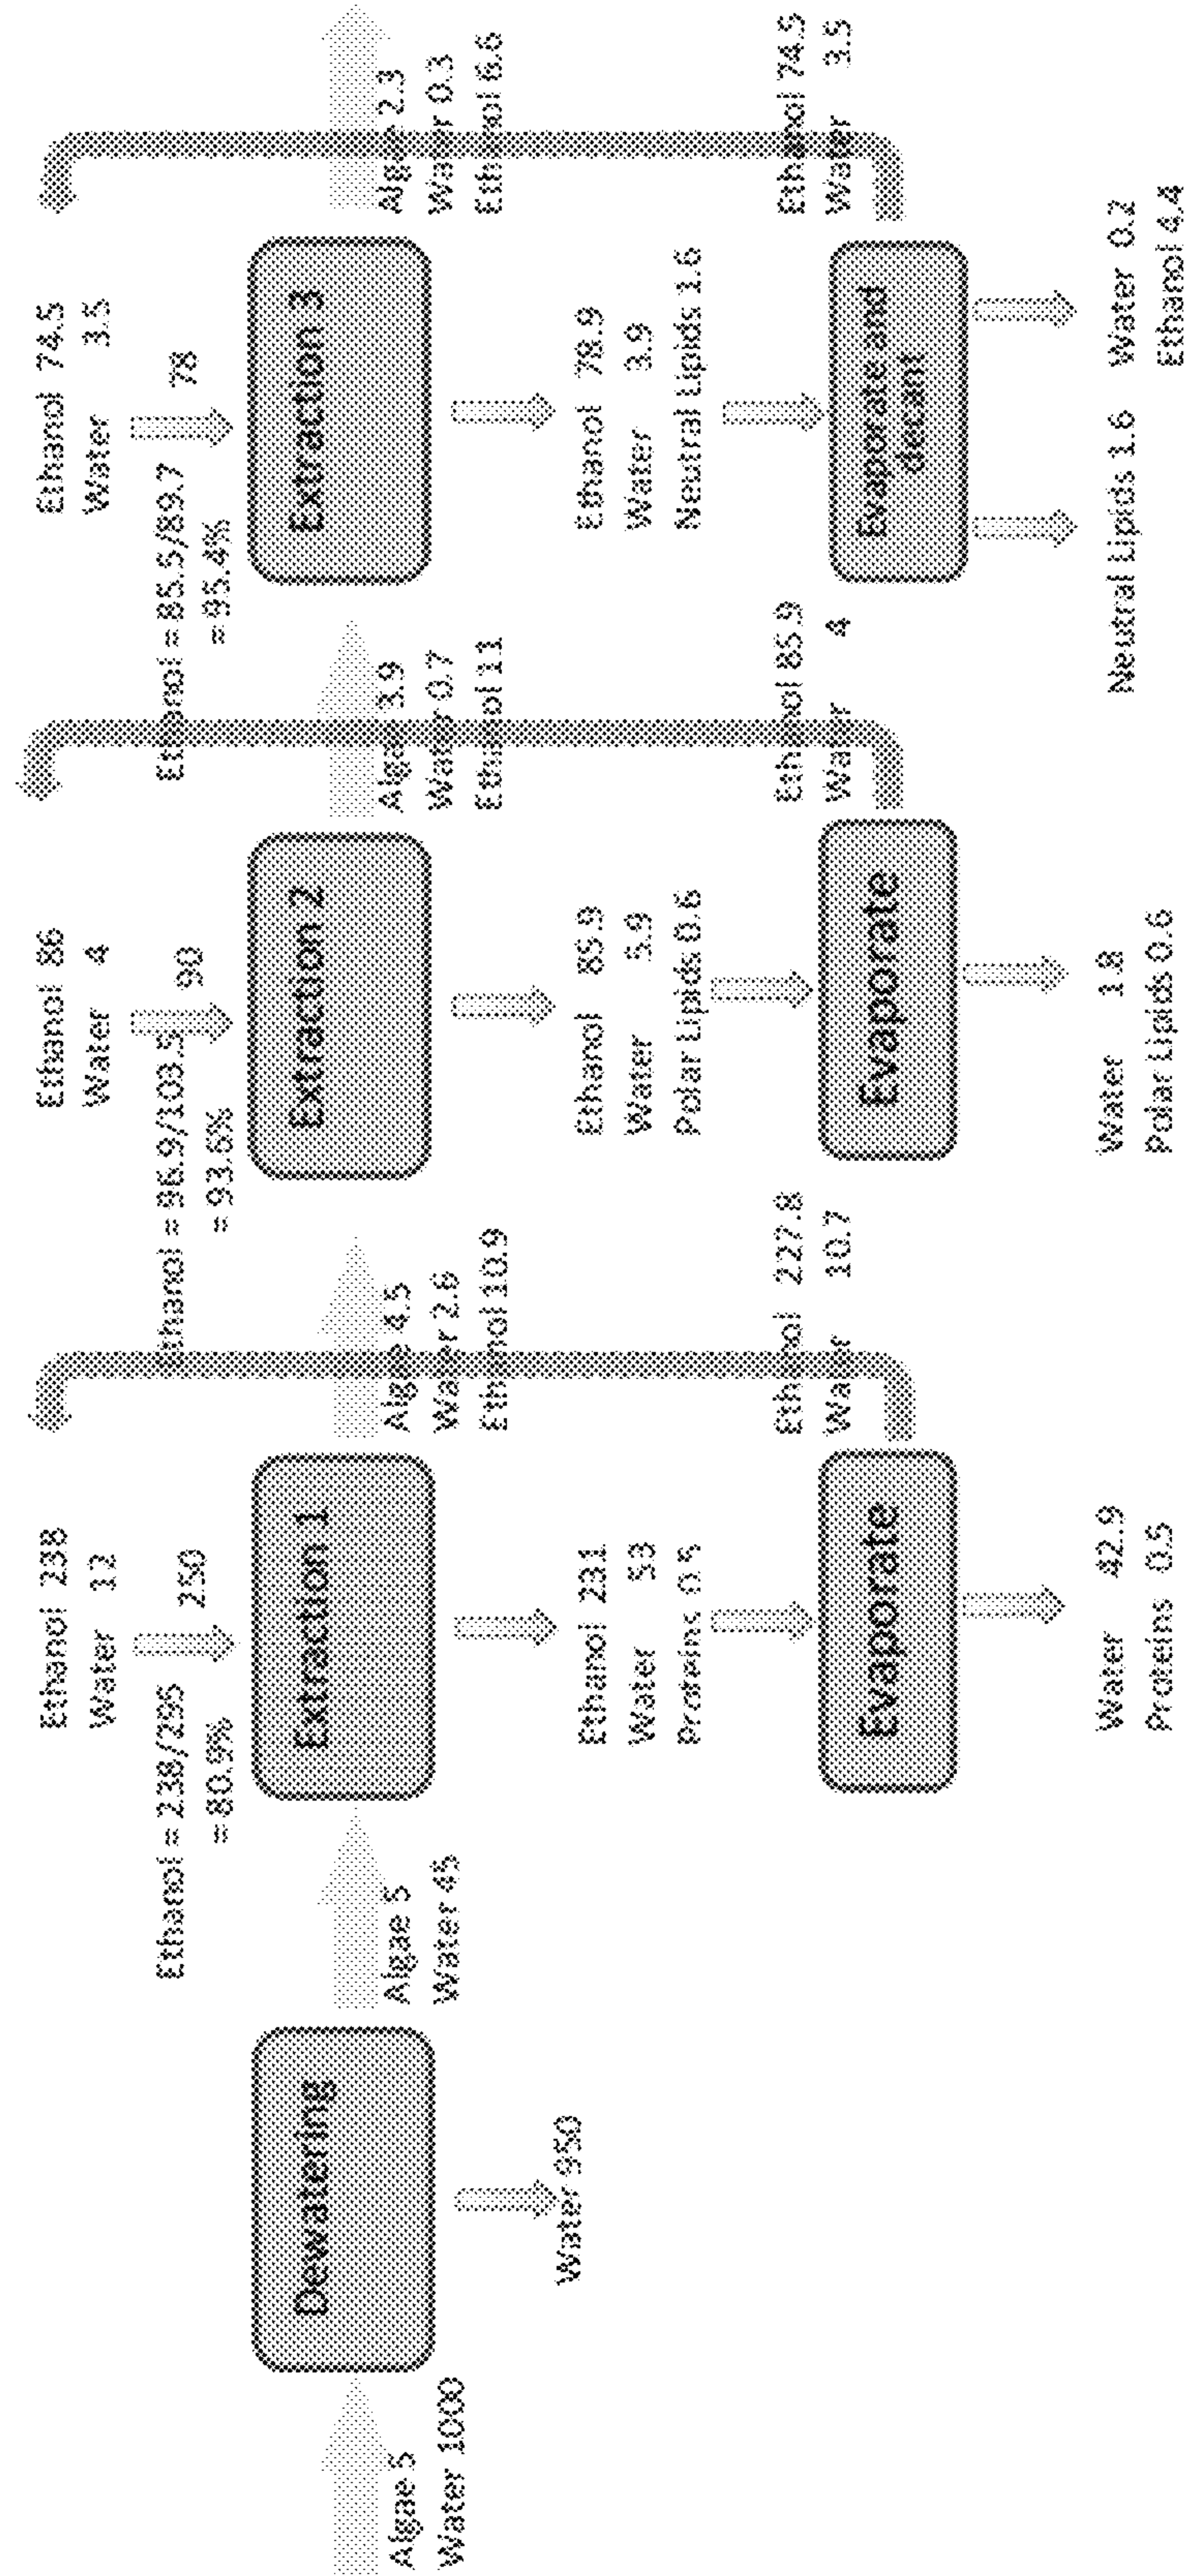 Algae 5
Water 1000
Dewatering
Water 950
Algae 5
Water 45
Ethanol 238
Water 12
250
Ethanol = 238/295
= 80.9%
Extraction 1
Ethanol 231
Water 53
Proteins 0.5
Evaporate
Water 42.9
Proteins 0.5
Ethanol 227.8
Water 10.7
Algae 4.5
Water 2.6
Ethanol 10.9
Ethanol 86
Water 4
90
Ethanol = 96.9/103.5
= 93.6%
Extraction 2
Ethanol 85.9
Water 5.9
Polar Lipids 0.6
Evaporate
Water 1.8
Polar Lipids 0.6
Ethanol 85.9
Water 4
Algae 3.9
Water 0.7
Ethanol 11
Ethanol 74.5
Water 3.5
78
Ethanol = 85.5/89.7
= 95.4%
Extraction 3
Ethanol 78.9
Water 3.9
Neutral Lipids 1.6
Evaporate and
decant
Neutral Lipids 1.6
Water 0.2
Ethanol 4.4
Ethanol 74.5
Water 3.5
Algae 2.3
Water 0.3
Ethanol 6.6